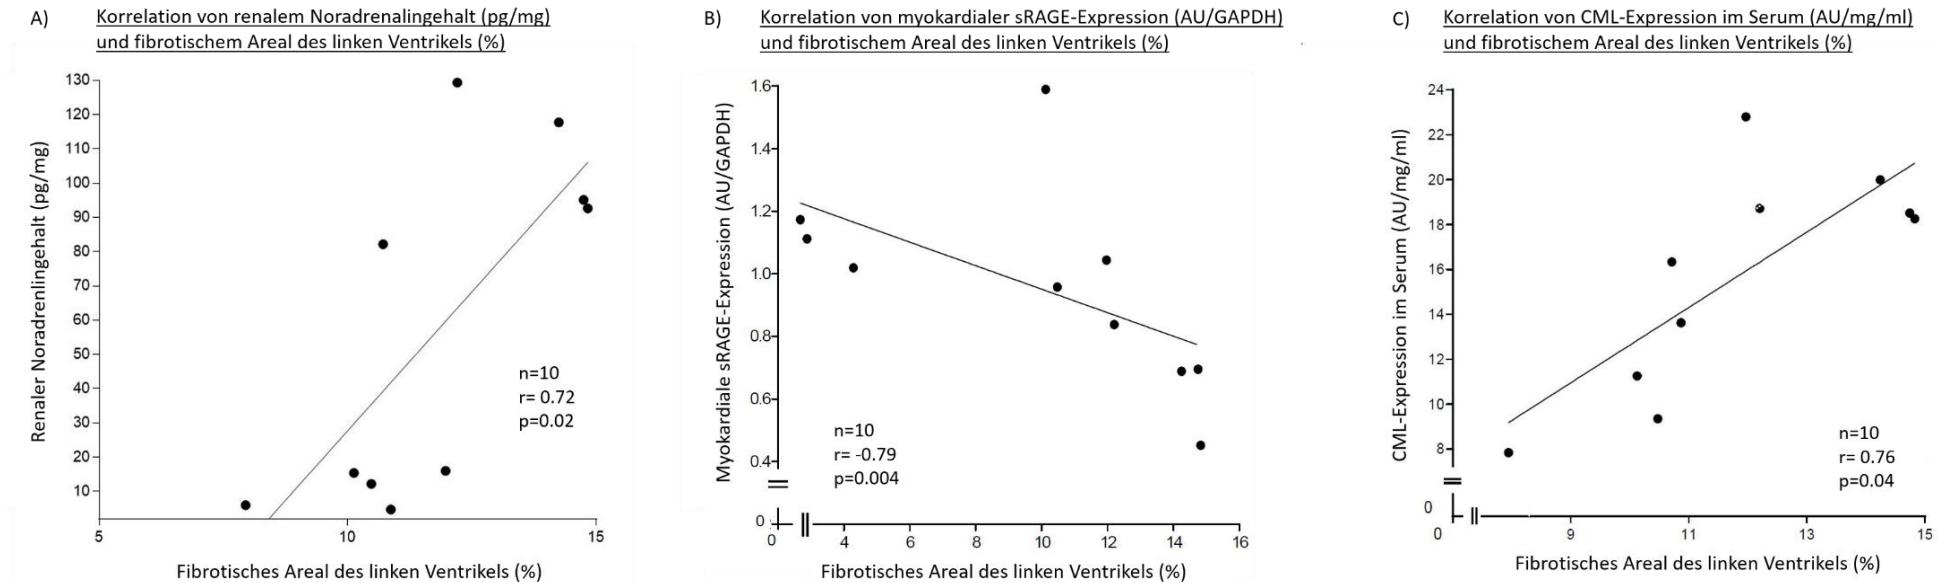 A)
Korrelation von renalem Noradrenalingehalt (pg/mg)
und fibrotischem Areal des linken Ventrikels (%)
Renaler Noradrenlingehalt (pg/mg)
130
120
110
100
90
80
70
60
50
40
30
20
10
n=10
r= 0.72
p=0.02
5
10
15
Fibrotisches Areal des linken Ventrikels (%)
B)
Korrelation von myokardialer sRAGE-Expression (AU/GAPDH)
und fibrotischem Areal des linken Ventrikels (%)
Myokardiale sRAGE-Expression (AU/GAPDH)
1.6
1.4
1.2
1.0
0.8
0.6
0.4
0
n=10
r= -0.79
p=0.004
0
4
6
8
10
12
14
16
Fibrotisches Areal des linken Ventrikels (%)
C)
Korrelation von CML-Expression im Serum (AU/mg/ml)
und fibrotischem Areal des linken Ventrikels (%)
CML-Expression im Serum (AU/mg/ml)
24
22
20
18
16
14
12
10
8
0
n=10
r= 0.76
p=0.04
0
9
11
13
15
Fibrotisches Areal des linken Ventrikels (%)